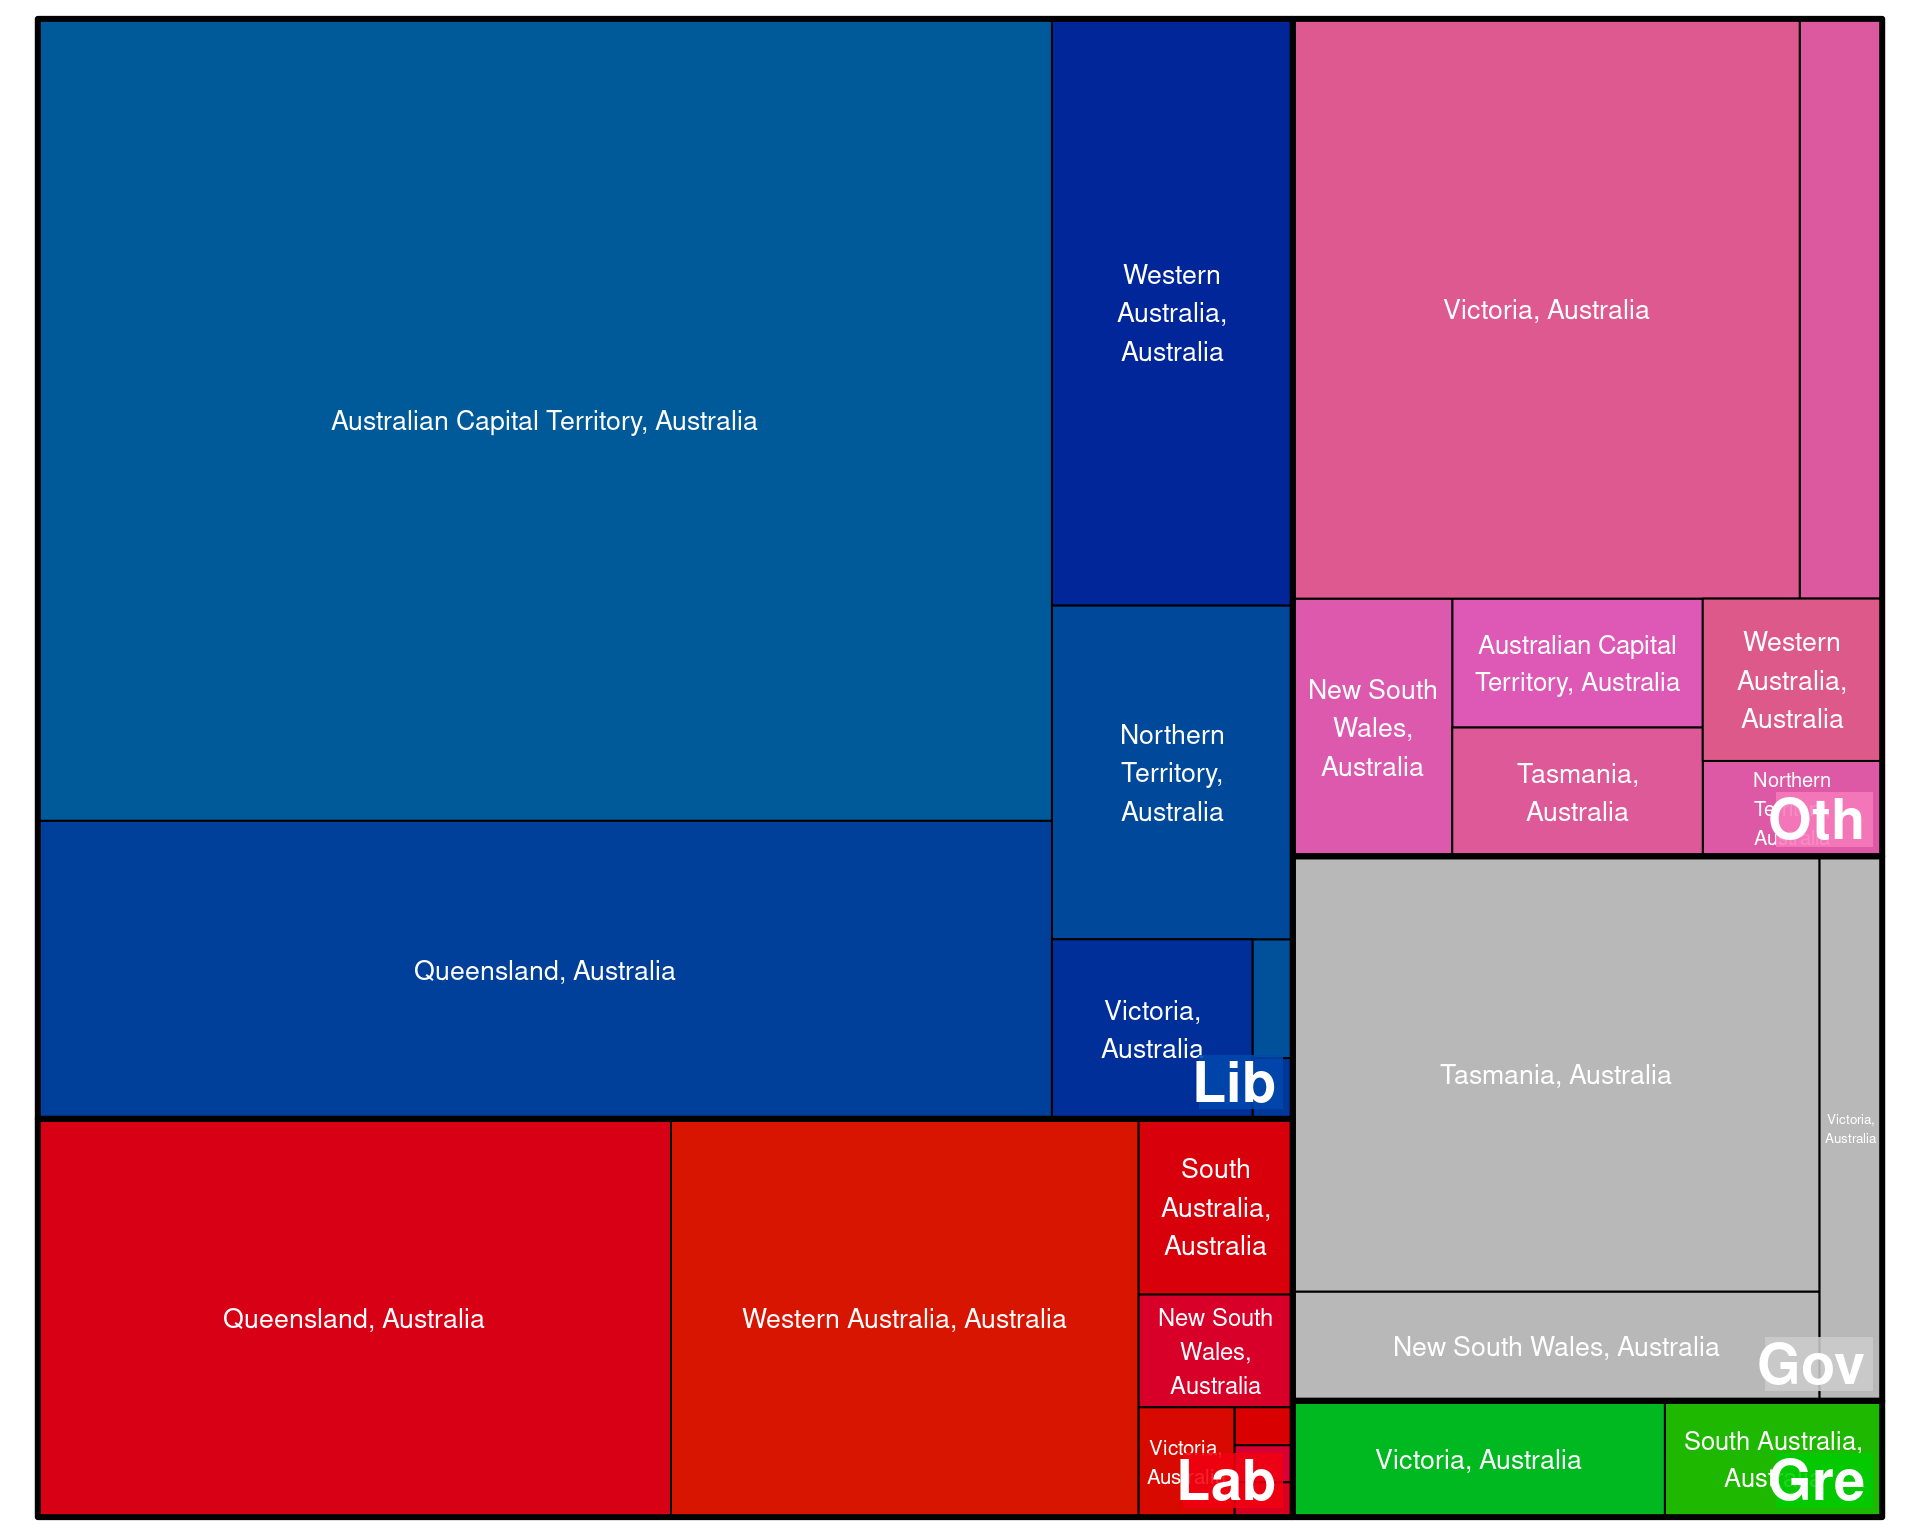 Australian Capital Territory, Australia
Western
Australia,
Australia
Northern
Territory,
Australia
Queensland, Australia
Victoria,
Australia
Lib
Victoria, Australia
New South
Wales,
Australia
Australian Capital
Territory, Australia
Tasmania,
Australia
Western
Australia,
Australia
Northern
Oth
Tasmania, Australia
Victoria,
Australia
New South Wales, Australia
Gov
Queensland, Australia
Western Australia, Australia
South
Australia,
Australia
New South
Wales,
Australia
Victoria,
Lab
Victoria, Australia
South Australia,
Gre